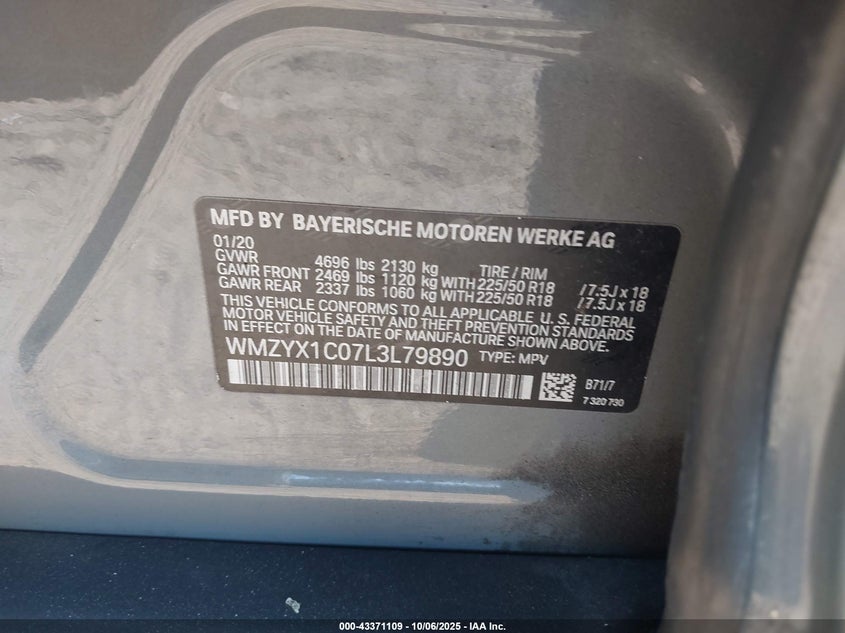 MFD BY BAYERISCHE MOTOREN WERKE AG
01/20
GVWR 4696 lbs 2130 kg TIRE / RIM
GAWR FRONT 2469 lbs 1120 kg WITH 225/50 R18 / 7.5J x 18
GAWR REAR 2337 lbs 1060 kg WITH 225/50 R18 / 7.5J x 18
THIS VEHICLE CONFORMS TO ALL APPLICABLE U. S. FEDERAL
MOTOR VEHICLE SAFETY AND THEFT PREVENTION STANDARDS
IN EFFECT ON THE DATE OF MANUFACTURE SHOWN ABOVE.
WMZYX1C07L3L79890 TYPE: MPV
B71/7
7 320 730
000-43371109 | 10/06/2025 - IAA Inc.